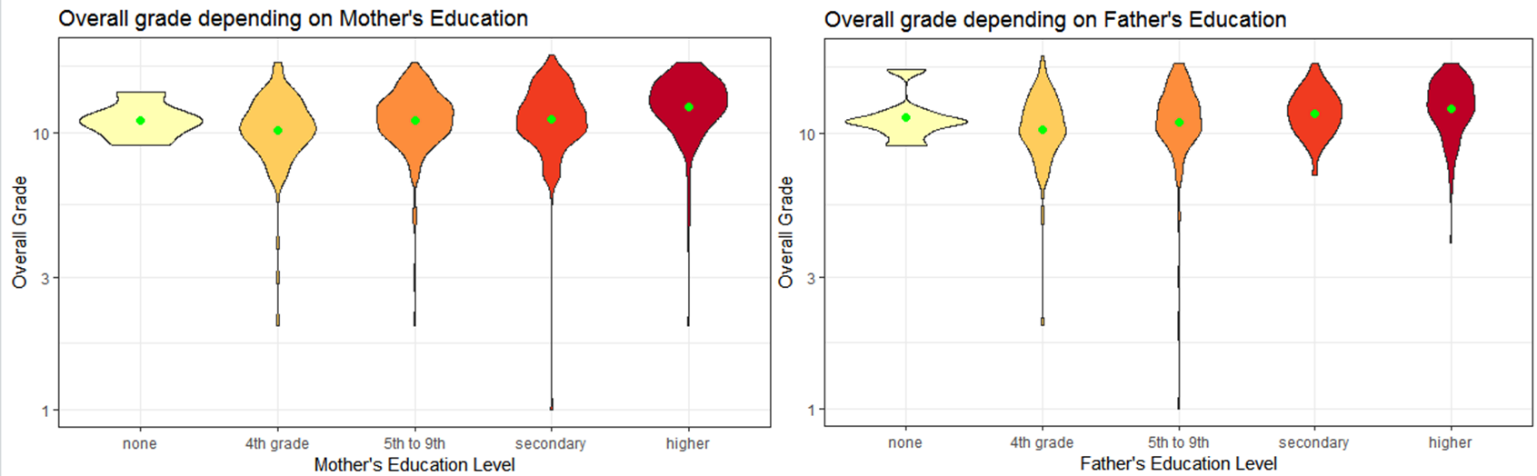 Overall grade depending on Mother's Education
Overall Grade
10
3
1
none 4th grade 5th to 9th secondary higher
Mother's Education Level
Overall grade depending on Father's Education
Overall Grade
10
3
1
none 4th grade 5th to 9th secondary higher
Father's Education Level